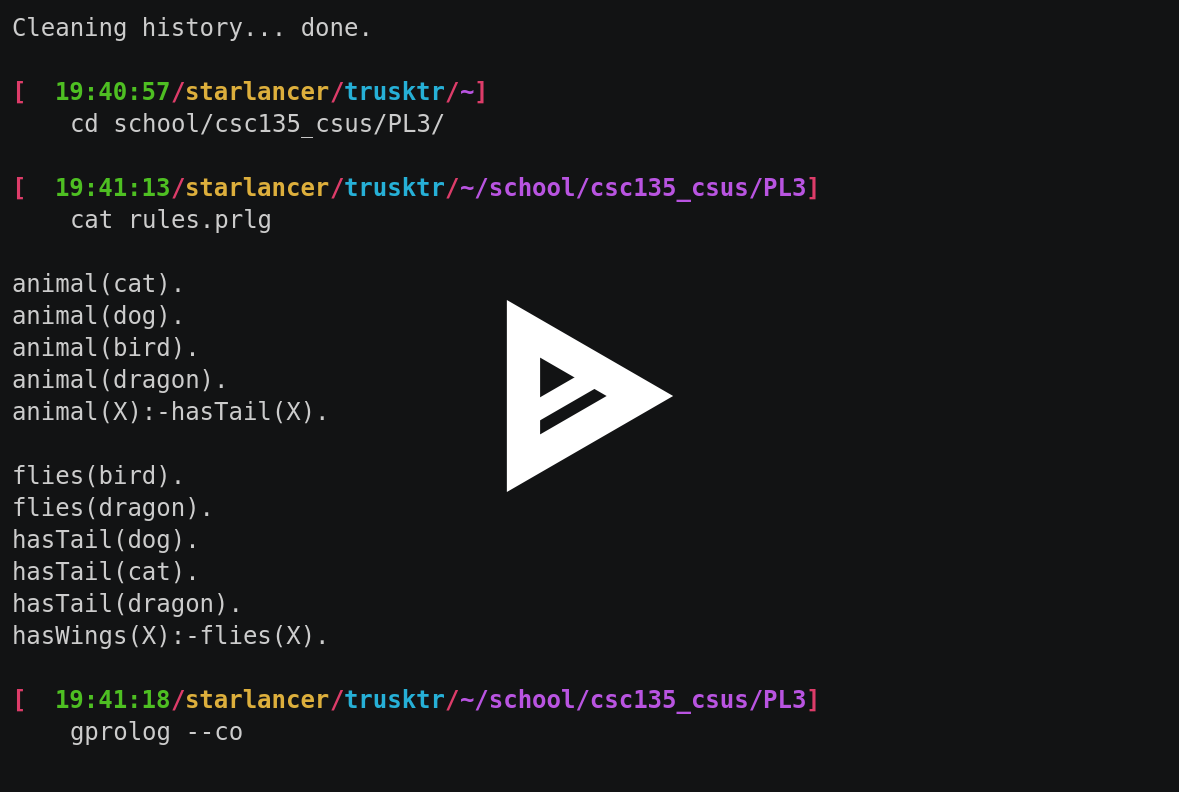 Cleaning history... done.
[  19:40:57/starlancer/trusktr/~]
    cd school/csc135_csus/PL3/
[  19:41:13/starlancer/trusktr/~/school/csc135_csus/PL3]
    cat rules.prlg
animal(cat).
animal(dog).
animal(bird).
animal(dragon).
animal(X):-hasTail(X).
flies(bird).
flies(dragon).
hasTail(dog).
hasTail(cat).
hasTail(dragon).
hasWings(X):-flies(X).
[  19:41:18/starlancer/trusktr/~/school/csc135_csus/PL3]
    gprolog --co